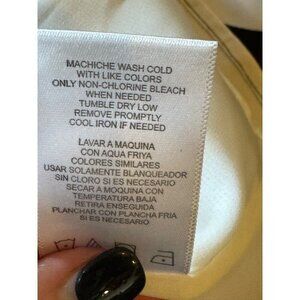 MACHICHE WASH COLD
WITH LIKE COLORS
ONLY NON-CHLORINE BLEACH
WHEN NEEDED
TUMBLE DRY LOW
REMOVE PROMPTLY
COOL IRON IF NEEDED
LAVAR A MAQUINA
CON AQUA FRIYA
COLORES SIMILARES
USAR SOLAMENTE BLANQUEADOR
SIN CLORO SI ES NECESARIO
SECAR A MAQUINA CON
TEMPERATURA BAJA
RETIRA ENSEGUIDA
PLANCHAR CON PLANCHA FRIA
SI ES NECESARIO